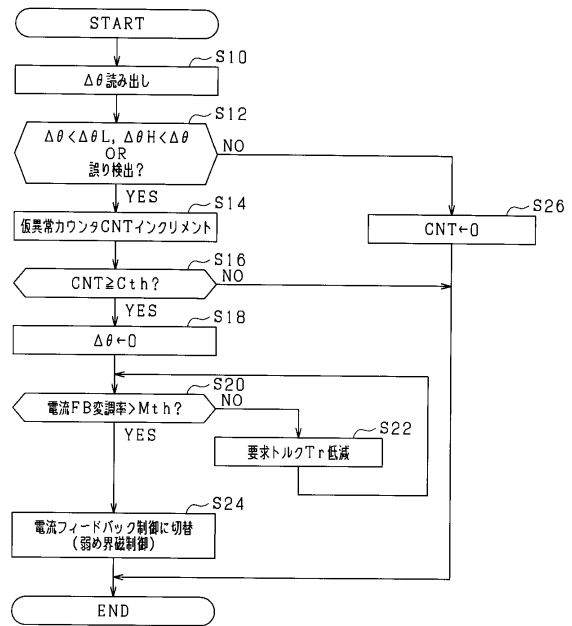 START
S10
Δθ読み出し
S12
Δθ<ΔθL, ΔθH<Δθ
OR
誤り検出?
NO
YES
S14
仮異常カウンタCNTインクリメント
S26
CNT←0
S16
CNT≧Cth?
NO
YES
S18
Δθ←0
S20
電流FB変調率>Mth?
NO
YES
S22
要求トルクTr低減
S24
電流フィードバック制御に切替
(弱め界磁制御)
END